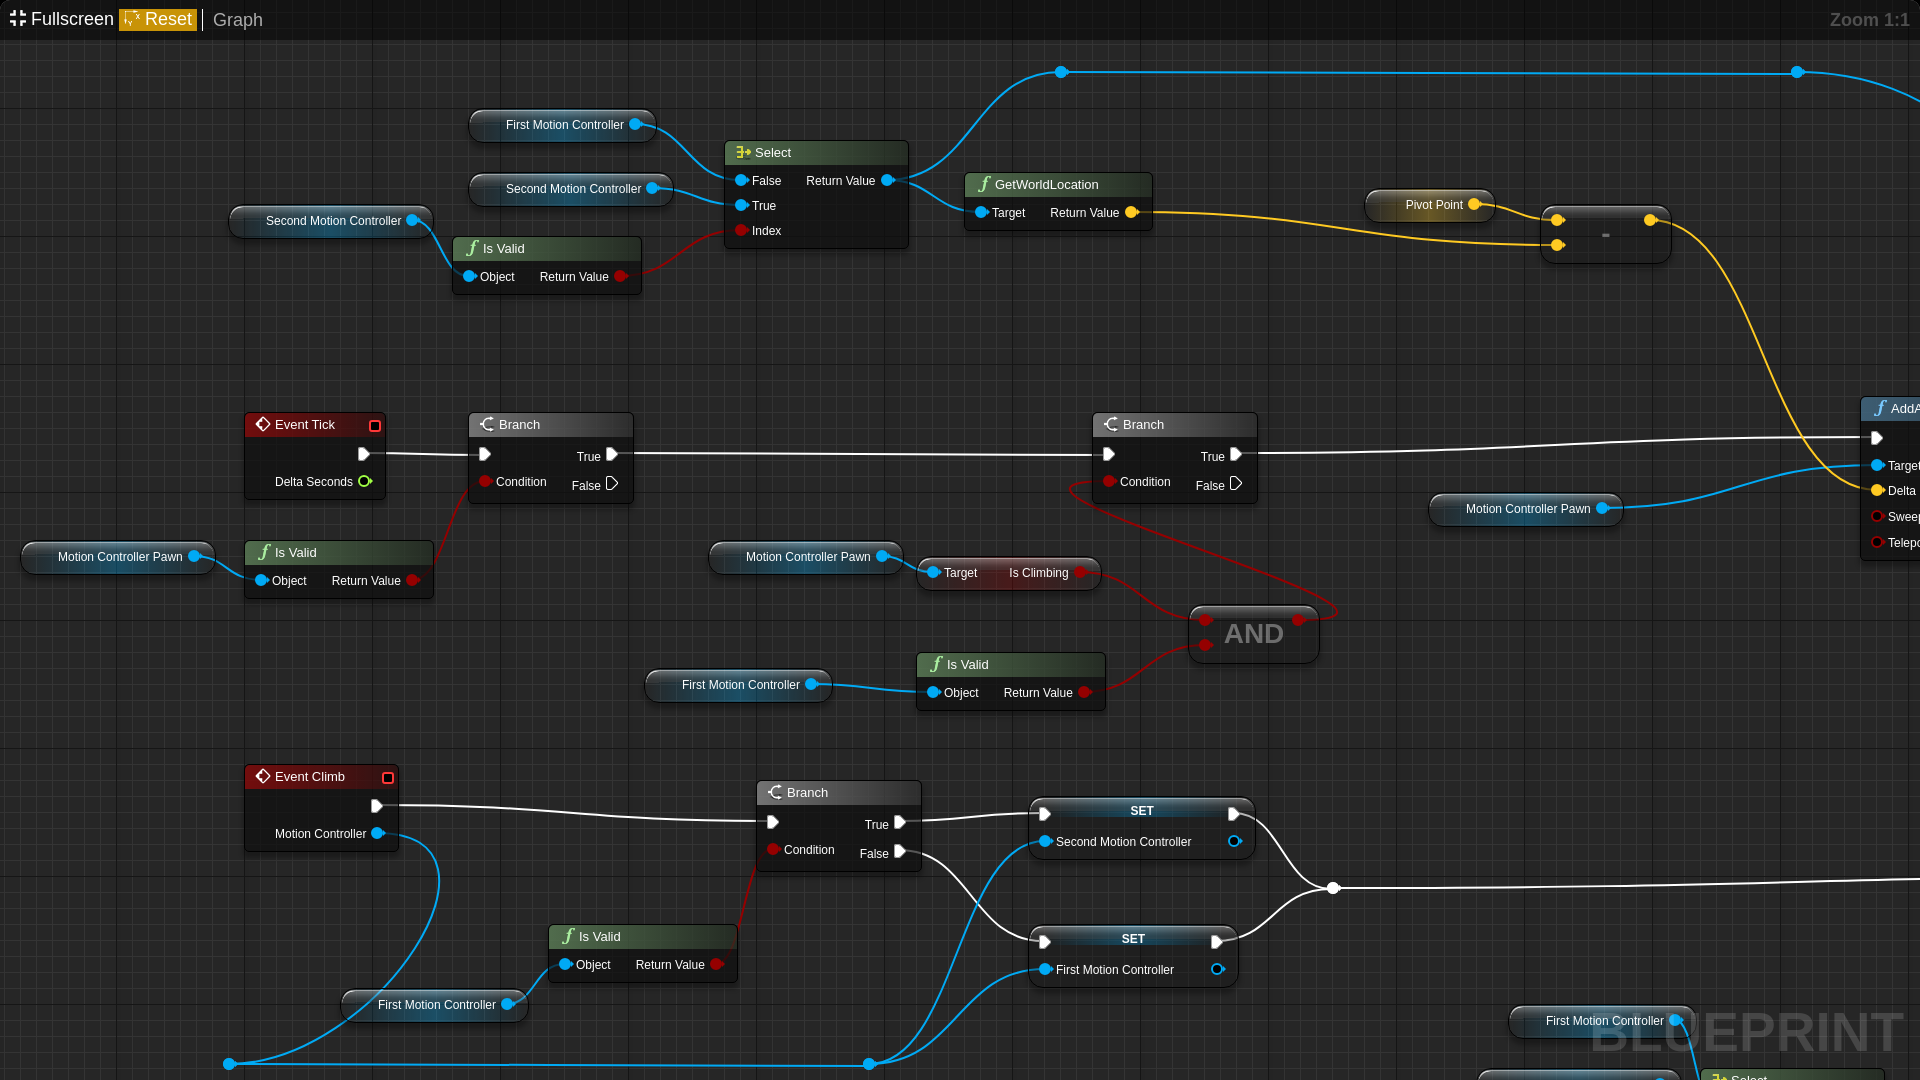 Fullscreen Reset Graph Zoom 1:1
First Motion Controller
Second Motion Controller
Second Motion Controller
Is Valid
Object Return Value
Select
False Return Value
True
Index
GetWorldLocation
Target Return Value
Pivot Point
-
Event Tick
Delta Seconds
Branch
True
Condition
False
Branch
True
Condition
False
Motion Controller Pawn
Is Valid
Object Return Value
Motion Controller Pawn
Target Is Climbing
AND
First Motion Controller
Is Valid
Object Return Value
Motion Controller Pawn
AddA
Target
Delta
Sweep
Telepo
Event Climb
Motion Controller
Branch
True
Condition
False
SET
Second Motion Controller
SET
First Motion Controller
Is Valid
Object Return Value
First Motion Controller
First Motion Controller
BLUEPRINT
Select